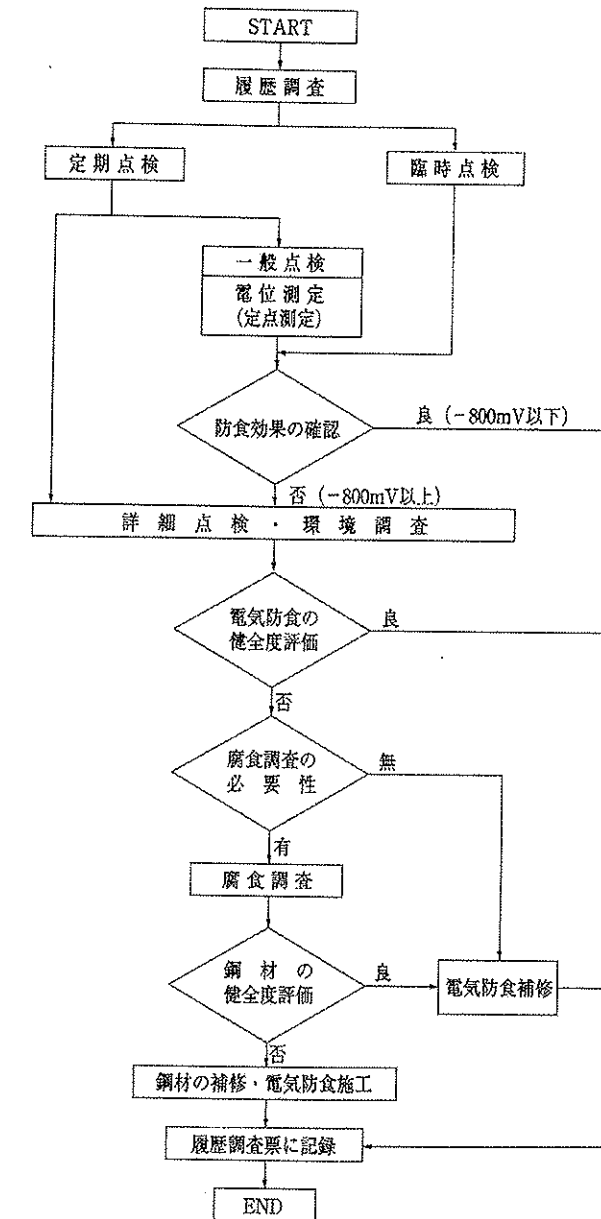 START
履歴調査
定期点検
臨時点検
一般点検
電位測定
(定点測定)
防食効果の確認
良 (-800mV以下)
否 (-800mV以上)
詳細点検・環境調査
電気防食の
健全度評価
良
否
腐食調査の
必要性
無
有
腐食調査
鋼材の
健全度評価
良
電気防食補修
否
鋼材の補修・電気防食施工
履歴調査票に記録
END